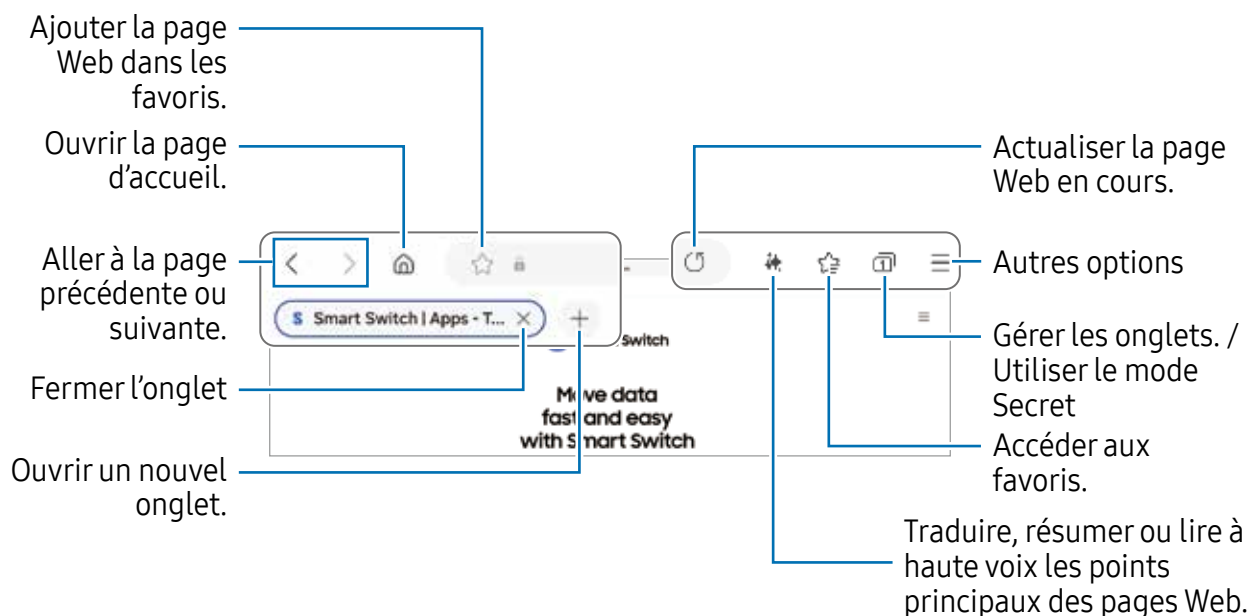 Ajouter la page
Web dans les
favoris.
Ouvrir la page
d’accueil.
Aller à la page
précédente ou
suivante.
Fermer l’onglet
Ouvrir un nouvel
onglet.
S Smart Switch | Apps - T...
Switch
Move data
fast and easy
with Smart Switch
1
Actualiser la page
Web en cours.
Autres options
Gérer les onglets. /
Utiliser le mode
Secret
Accéder aux
favoris.
Traduire, résumer ou lire à
haute voix les points
principaux des pages Web.